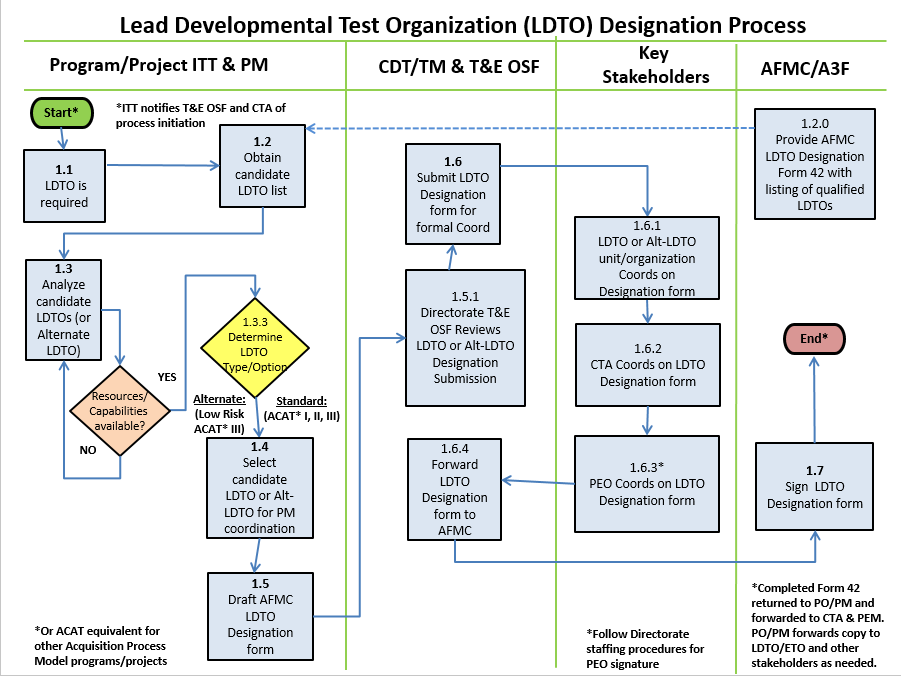 Lead Developmental Test Organization (LDTO) Designation Process
Program/Project ITT & PM
CDT/TM & T&E OSF
Key
Stakeholders
AFMC/A3F
Start*
*ITT notifies T&E OSF and CTA of
process initiation
1.1
LDTO is
required
1.2
Obtain
candidate
LDTO list
1.3
Analyze
candidate
LDTOs (or
Alternate
LDTO)
Resources/
Capabilities
available?
YES
NO
1.3.3
Determine
LDTO
Type/Option
Alternate:
(Low Risk
ACAT* III)
Standard:
(ACAT* I, II, III)
1.4
Select
candidate
LDTO or Alt-
LDTO for PM
coordination
1.5
Draft AFMC
LDTO
Designation
form
*Or ACAT equivalent for
other Acquisition Process
Model programs/projects
1.6
Submit LDTO
Designation
form for
formal Coord
1.5.1
Directorate T&E
OSF Reviews
LDTO or Alt-LDTO
Designation
Submission
1.6.4
Forward
LDTO
Designation
form to
AFMC
1.6.1
LDTO or Alt-LDTO
unit/organization
Coords on
Designation form
1.6.2
CTA Coords on LDTO
Designation form
1.6.3*
PEO Coords on LDTO
Designation form
*Follow Directorate
staffing procedures for
PEO signature
1.2.0
Provide AFMC
LDTO Designation
Form 42 with
listing of qualified
LDTOs
End*
1.7
Sign LDTO
Designation form
*Completed Form 42
returned to PO/PM and
forwarded to CTA & PEM.
PO/PM forwards copy to
LDTO/ETO and other
stakeholders as needed.